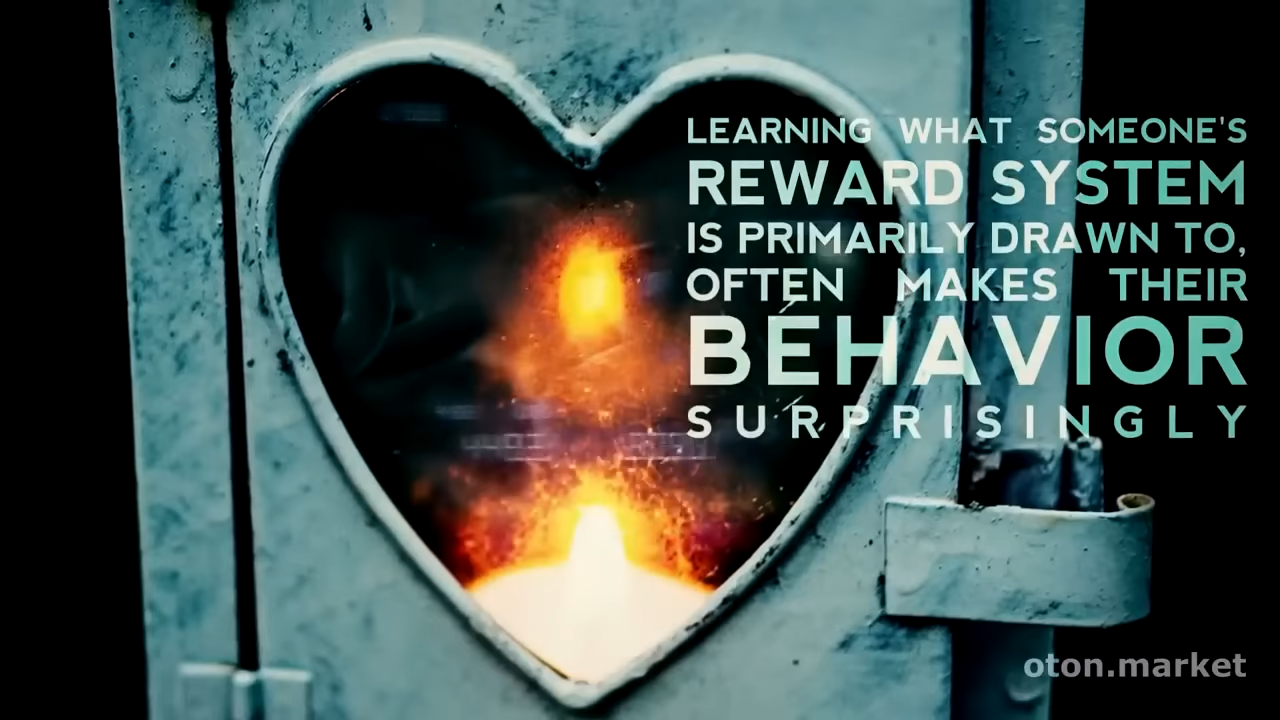 LEARNING WHAT SOMEONE'S
REWARD SYSTEM
IS PRIMARILY DRAWN TO,
OFTEN MAKES THEIR
BEHAVIOR
SURPRISINGLY
oton.market